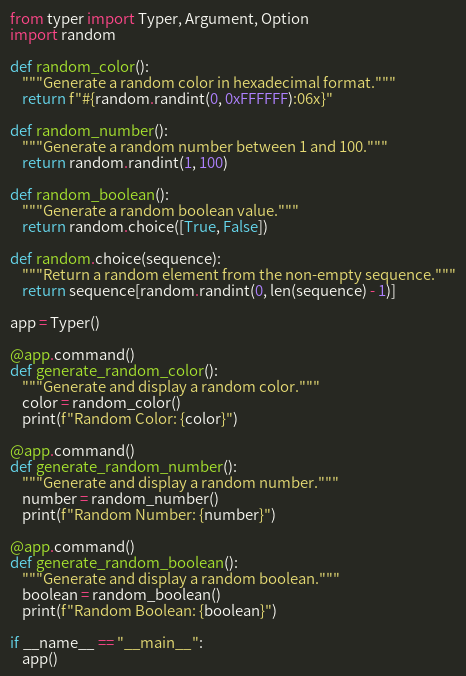 from typer import Typer, Argument, Option
import random

def random_color():
    """Generate a random color in hexadecimal format."""
    return f"#{random.randint(0, 0xFFFFFF):06x}"

def random_number():
    """Generate a random number between 1 and 100."""
    return random.randint(1, 100)

def random_boolean():
    """Generate a random boolean value."""
    return random.choice([True, False])

def random.choice(sequence):
    """Return a random element from the non-empty sequence."""
    return sequence[random.randint(0, len(sequence) - 1)]

app = Typer()

@app.command()
def generate_random_color():
    """Generate and display a random color."""
    color = random_color()
    print(f"Random Color: {color}")

@app.command()
def generate_random_number():
    """Generate and display a random number."""
    number = random_number()
    print(f"Random Number: {number}")

@app.command()
def generate_random_boolean():
    """Generate and display a random boolean."""
    boolean = random_boolean()
    print(f"Random Boolean: {boolean}")

if __name__ == "__main__":
    app()